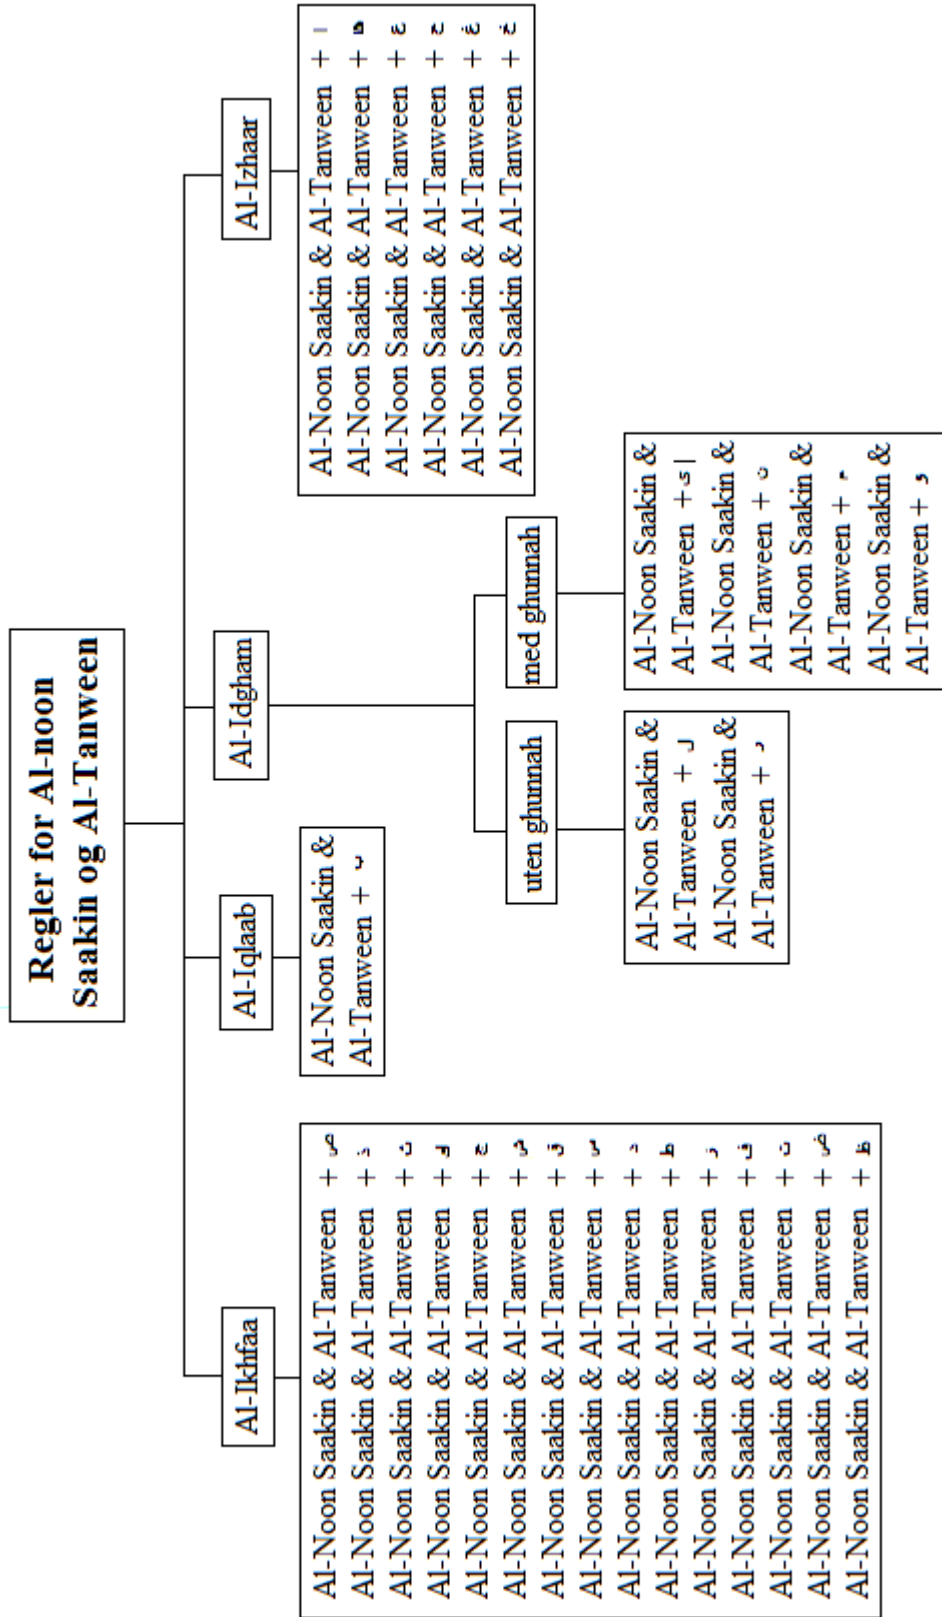 Regler for Al-noon
Saakin og Al-Tanween
Al-Ikhfaa
Al-Iqlaab
Al-Idgham
Al-Izhaar
Al-Noon Saakin & Al-Tanween + ص
Al-Noon Saakin & Al-Tanween + ذ
Al-Noon Saakin & Al-Tanween + ث
Al-Noon Saakin & Al-Tanween + ك
Al-Noon Saakin & Al-Tanween + ج
Al-Noon Saakin & Al-Tanween + ش
Al-Noon Saakin & Al-Tanween + ق
Al-Noon Saakin & Al-Tanween + س
Al-Noon Saakin & Al-Tanween + د
Al-Noon Saakin & Al-Tanween + ط
Al-Noon Saakin & Al-Tanween + ز
Al-Noon Saakin & Al-Tanween + ف
Al-Noon Saakin & Al-Tanween + ت
Al-Noon Saakin & Al-Tanween + ض
Al-Noon Saakin & Al-Tanween + ظ
Al-Noon Saakin &
Al-Tanween + ب
uten ghunnah
med ghunnah
Al-Noon Saakin &
Al-Tanween + ل
Al-Noon Saakin &
Al-Tanween + ر
Al-Noon Saakin &
Al-Tanween + ى ا
Al-Noon Saakin &
Al-Tanween + ن
Al-Noon Saakin &
Al-Tanween + م
Al-Noon Saakin &
Al-Tanween + و
Al-Noon Saakin & Al-Tanween + ا
Al-Noon Saakin & Al-Tanween + ه
Al-Noon Saakin & Al-Tanween + ع
Al-Noon Saakin & Al-Tanween + ح
Al-Noon Saakin & Al-Tanween + غ
Al-Noon Saakin & Al-Tanween + خ